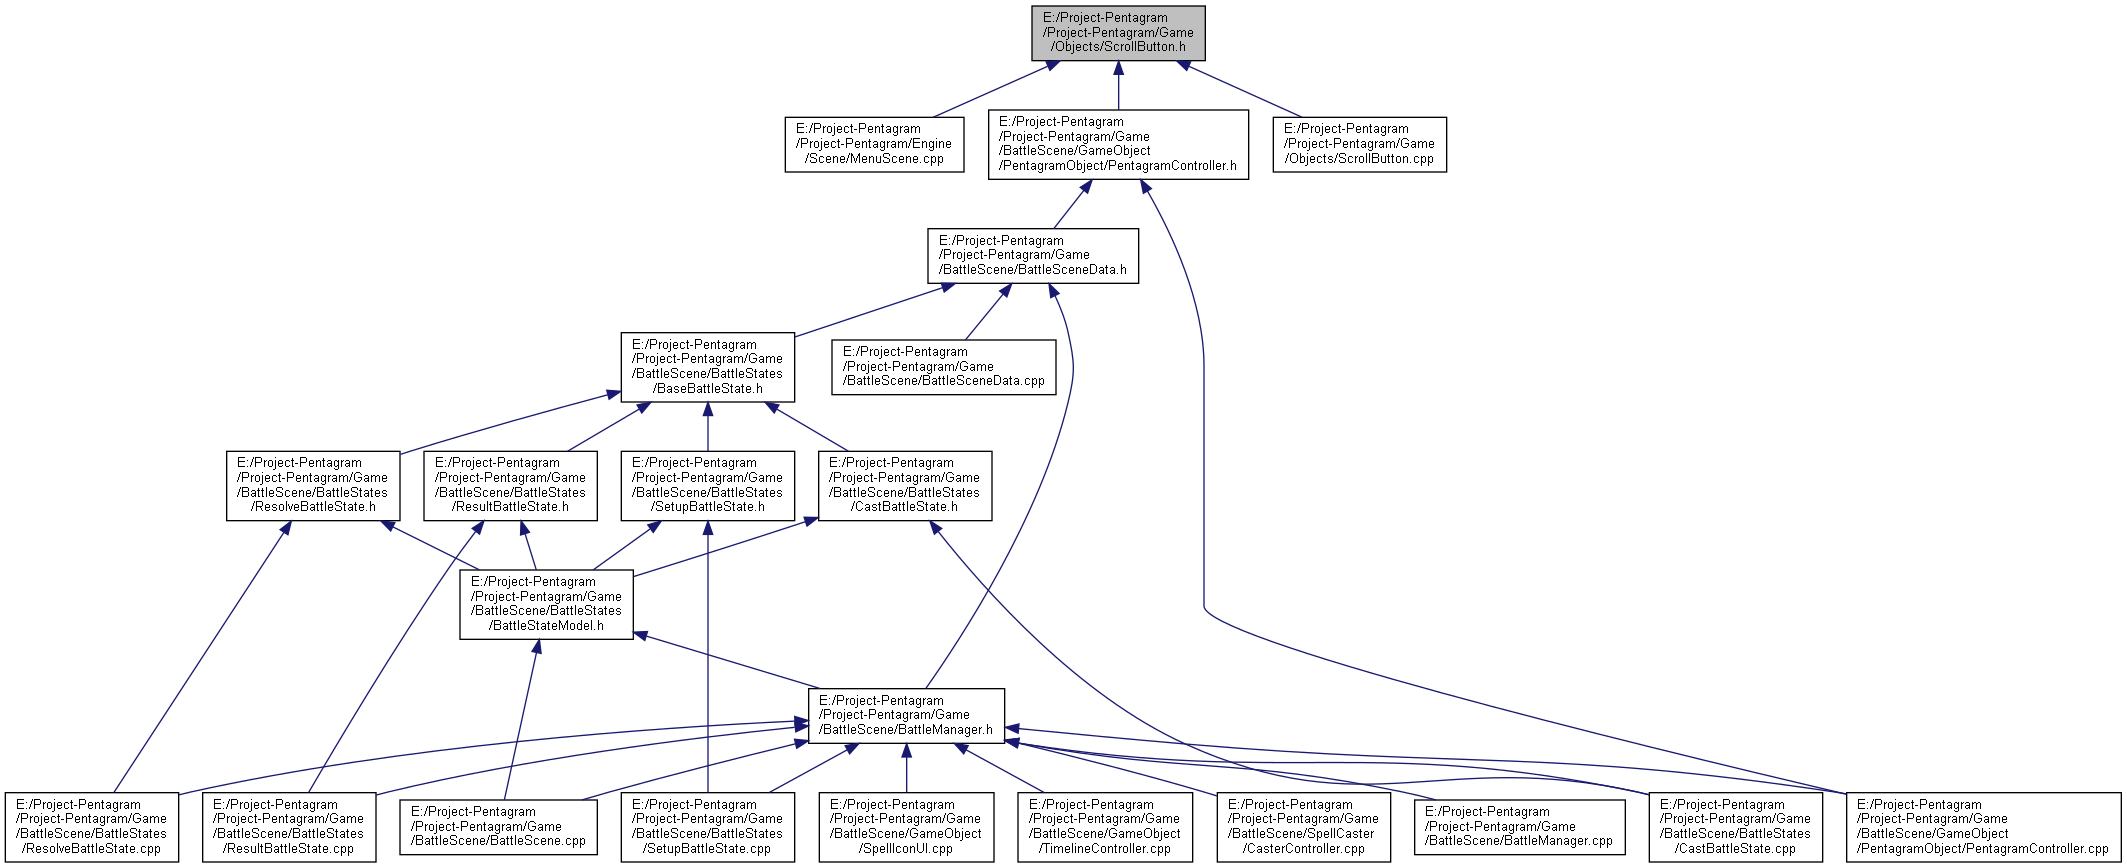 E:/Project-Pentagram
/Project-Pentagram/Game
/Objects/ScrollButton.h
E:/Project-Pentagram
/Project-Pentagram/Engine
/Scene/MenuScene.cpp
E:/Project-Pentagram
/Project-Pentagram/Game
/BattleScene/GameObject
/PentagramObject/PentagramController.h
E:/Project-Pentagram
/Project-Pentagram/Game
/Objects/ScrollButton.cpp
E:/Project-Pentagram
/Project-Pentagram/Game
/BattleScene/BattleSceneData.h
E:/Project-Pentagram
/Project-Pentagram/Game
/BattleScene/BattleStates
/BaseBattleState.h
E:/Project-Pentagram
/Project-Pentagram/Game
/BattleScene/BattleSceneData.cpp
E:/Project-Pentagram
/Project-Pentagram/Game
/BattleScene/BattleStates
/ResolveBattleState.h
E:/Project-Pentagram
/Project-Pentagram/Game
/BattleScene/BattleStates
/ResultBattleState.h
E:/Project-Pentagram
/Project-Pentagram/Game
/BattleScene/BattleStates
/SetupBattleState.h
E:/Project-Pentagram
/Project-Pentagram/Game
/BattleScene/BattleStates
/CastBattleState.h
E:/Project-Pentagram
/Project-Pentagram/Game
/BattleScene/BattleStates
/BattleStateModel.h
E:/Project-Pentagram
/Project-Pentagram/Game
/BattleScene/BattleManager.h
E:/Project-Pentagram
/Project-Pentagram/Game
/BattleScene/BattleStates
/ResolveBattleState.cpp
E:/Project-Pentagram
/Project-Pentagram/Game
/BattleScene/BattleStates
/ResultBattleState.cpp
E:/Project-Pentagram
/Project-Pentagram/Game
/BattleScene/BattleScene.cpp
E:/Project-Pentagram
/Project-Pentagram/Game
/BattleScene/BattleStates
/SetupBattleState.cpp
E:/Project-Pentagram
/Project-Pentagram/Game
/BattleScene/GameObject
/SpellIconUI.cpp
E:/Project-Pentagram
/Project-Pentagram/Game
/BattleScene/GameObject
/TimelineController.cpp
E:/Project-Pentagram
/Project-Pentagram/Game
/BattleScene/SpellCaster
/CasterController.cpp
E:/Project-Pentagram
/Project-Pentagram/Game
/BattleScene/BattleManager.cpp
E:/Project-Pentagram
/Project-Pentagram/Game
/BattleScene/BattleStates
/CastBattleState.cpp
E:/Project-Pentagram
/Project-Pentagram/Game
/BattleScene/GameObject
/PentagramObject/PentagramController.cpp